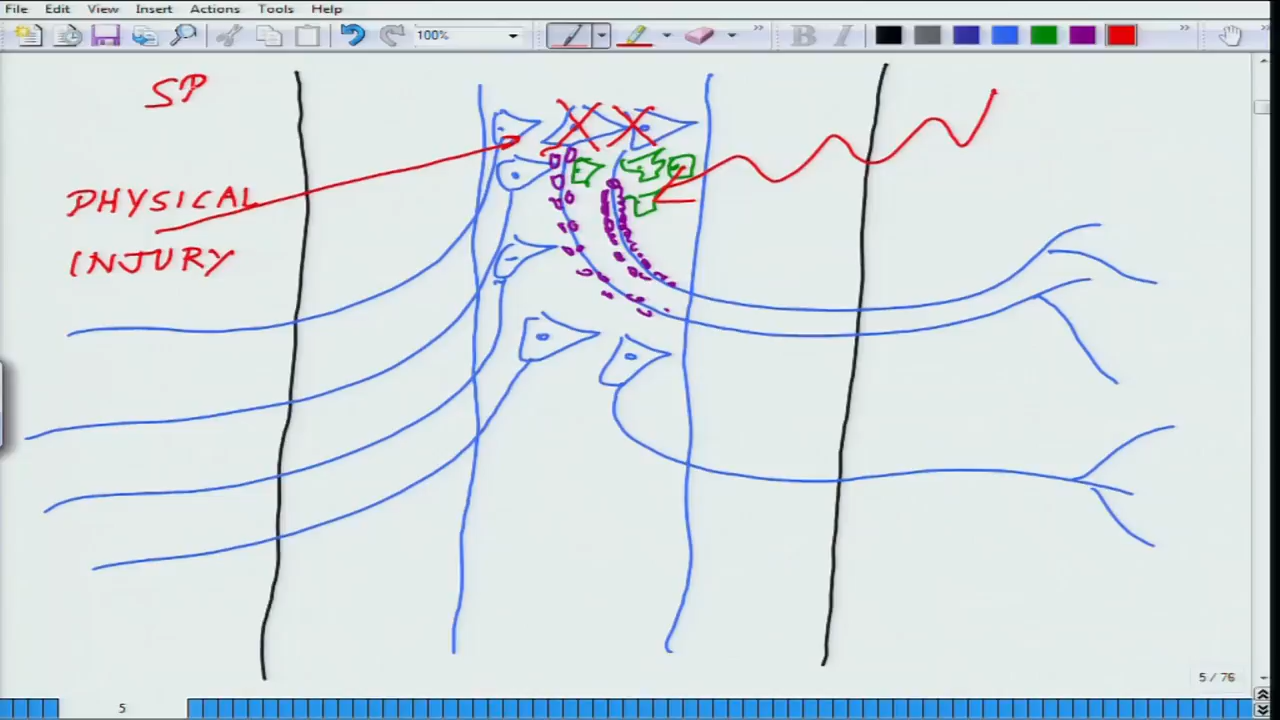 File Edit View Insert Actions Tools Help
100% B I
SP
PHYSICAL
INJURY
5 / 76
5